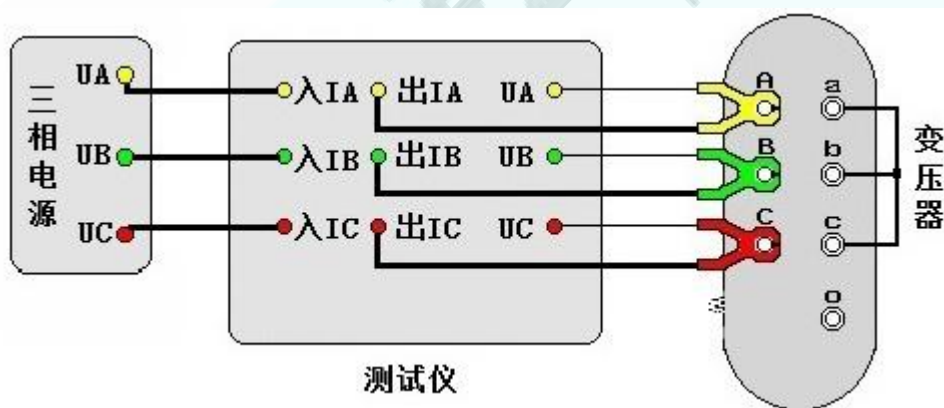 三相电源
UA
UB
UC
入IA 出IA UA
入IB 出IB UB
入IC 出IC UC
测试仪
A a
B b
C c
o
变压器